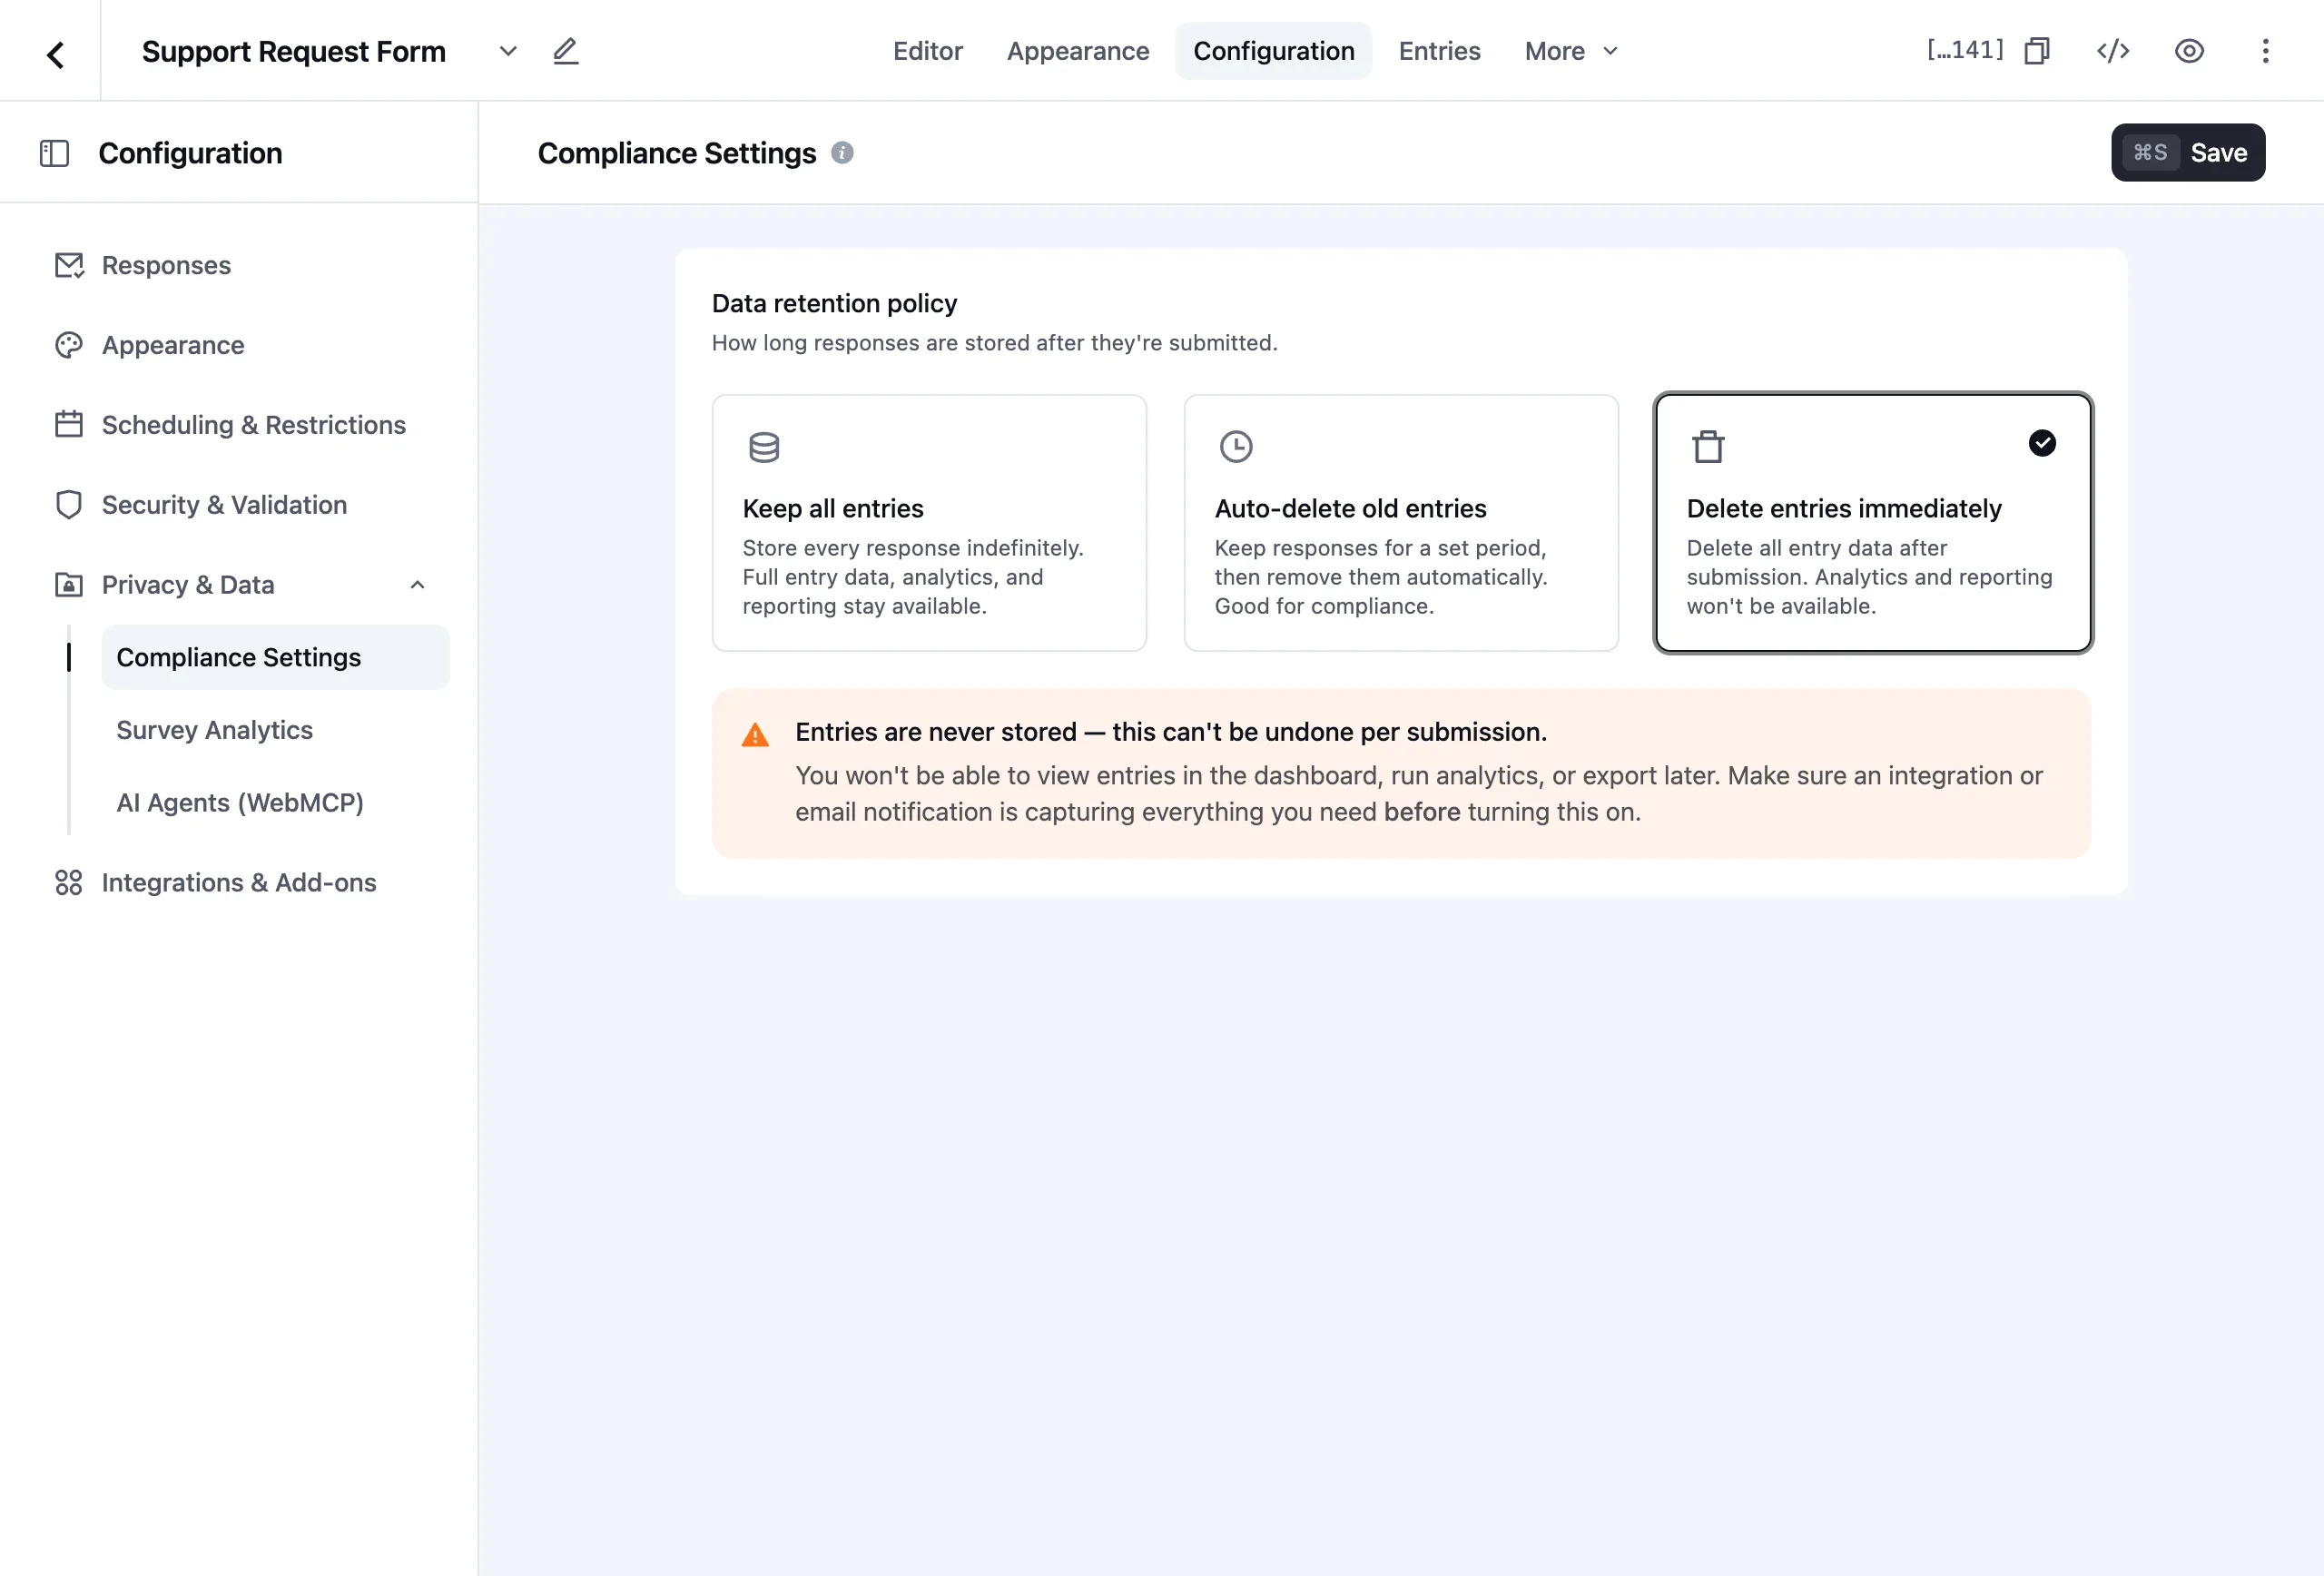 Support Request Form
Editor
Appearance
Configuration
Entries
More
[…141]
Configuration
Compliance Settings
⌘S Save
Responses
Appearance
Scheduling & Restrictions
Security & Validation
Privacy & Data
Compliance Settings
Survey Analytics
AI Agents (WebMCP)
Integrations & Add-ons
Data retention policy
How long responses are stored after they're submitted.
Keep all entries
Store every response indefinitely.
Full entry data, analytics, and
reporting stay available.
Auto-delete old entries
Keep responses for a set period,
then remove them automatically.
Good for compliance.
Delete entries immediately
Delete all entry data after
submission. Analytics and reporting
won't be available.
Entries are never stored — this can't be undone per submission.
You won't be able to view entries in the dashboard, run analytics, or export later. Make sure an integration or
email notification is capturing everything you need before turning this on.